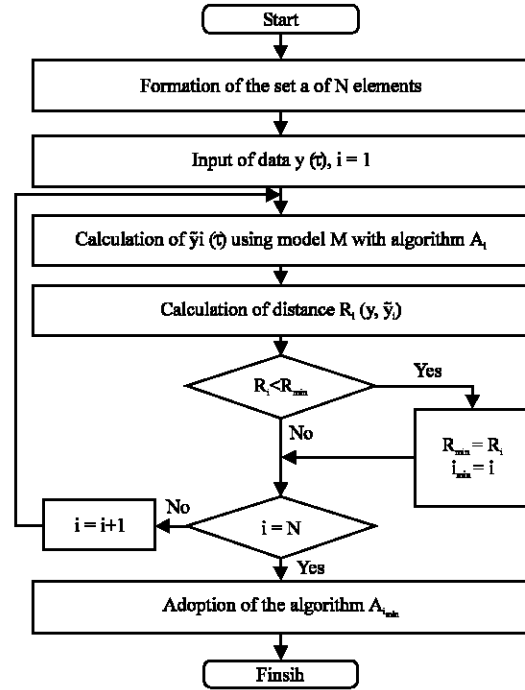 Start
Formation of the set a of N elements
Input of data y (τ), i = 1
Calculation of ỹi (τ) using model M with algorithm Aᵢ
Calculation of distance Rᵢ (y, ỹᵢ)
Rᵢ<Rₘᵢₙ
Yes
No
Rₘᵢₙ = Rᵢ
iₘᵢₙ = i
i = i+1
No
i = N
Yes
Adoption of the algorithm A_iₘᵢₙ
Finsih